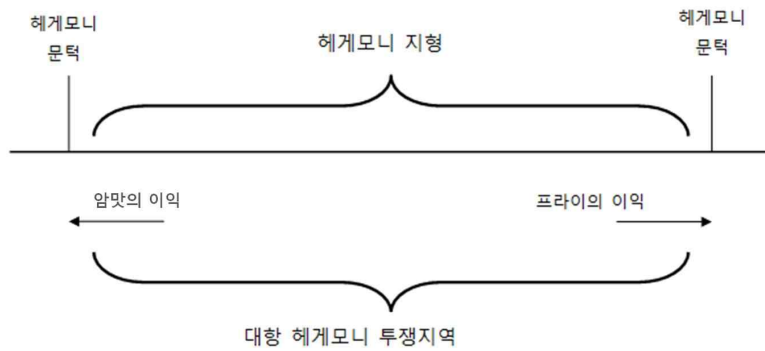 헤게모니
문턱
헤게모니 지형
헤게모니
문턱
암맛의 이익
프라이의 이익
대항 헤게모니 투쟁지역